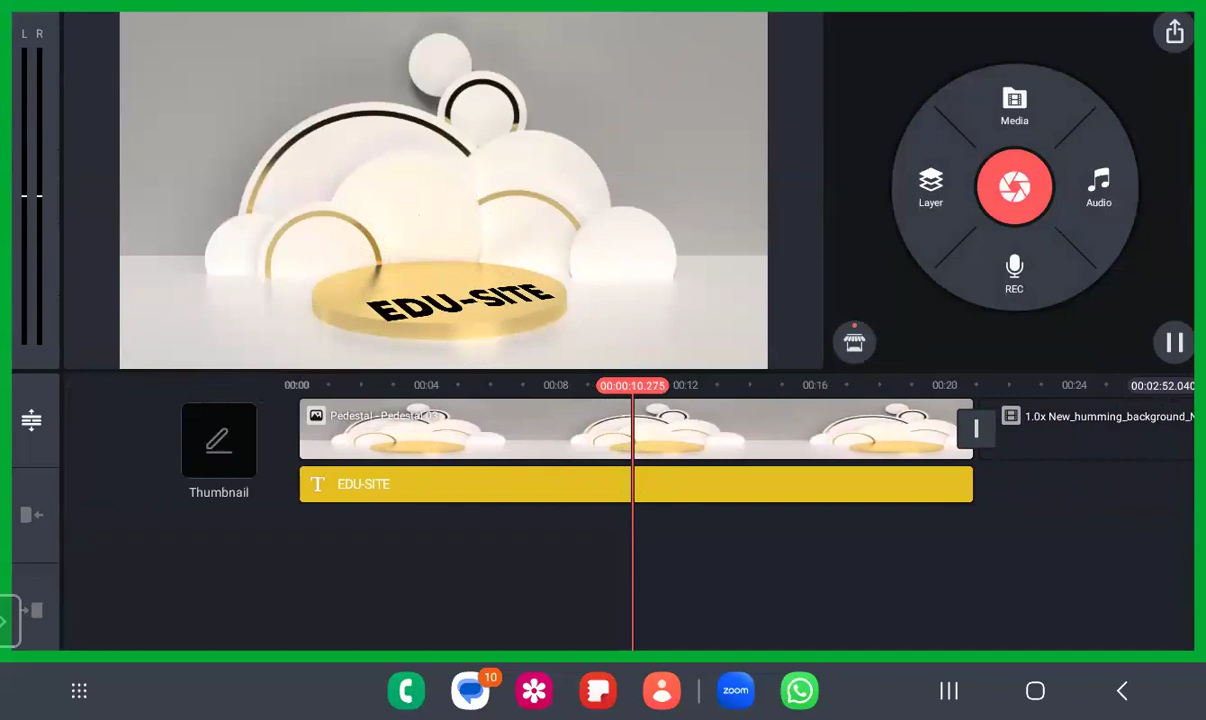 L R
EDU-SITE
Media
Layer
Audio
REC
00:00
00:04
00:08
00:00:10.275
00:12
00:16
00:20
00:24
00:02:52.040
Pedestal - Pedestal 03
1.0x New_humming_background_N
Thumbnail
T EDU-SITE
10
zoom